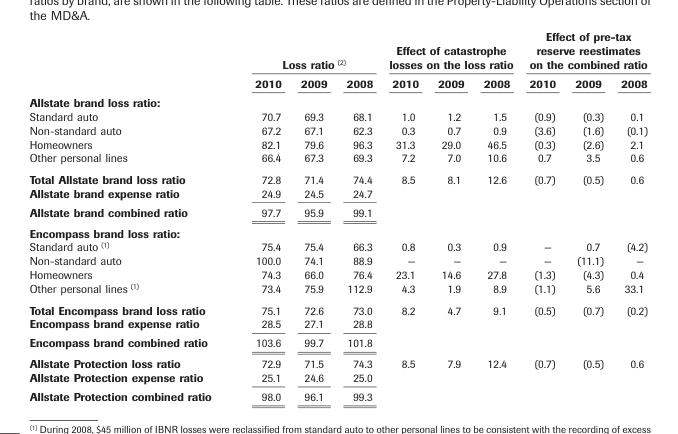 ratios by brand, are shown in the following table. These ratios are defined in the Property-Liability Operations section of
the MD&A.
Effect of pre-tax
Effect of catastrophe reserve reestimates
Loss ratio (2) losses on the loss ratio on the combined ratio
2010 2009 2008 2010 2009 2008 2010 2009 2008
Allstate brand loss ratio:
Standard auto 70.7 69.3 68.1 1.0 1.2 1.5 (0.9) (0.3) 0.1
Non-standard auto 67.2 67.1 62.3 0.3 0.7 0.9 (3.6) (1.6) (0.1)
Homeowners 82.1 79.6 96.3 31.3 29.0 46.5 (0.3) (2.6) 2.1
Other personal lines 66.4 67.3 69.3 7.2 7.0 10.6 0.7 3.5 0.6
Total Allstate brand loss ratio 72.8 71.4 74.4 8.5 8.1 12.6 (0.7) (0.5) 0.6
Allstate brand expense ratio 24.9 24.5 24.7
Allstate brand combined ratio 97.7 95.9 99.1
Encompass brand loss ratio:
Standard auto (1) 75.4 75.4 66.3 0.8 0.3 0.9 — 0.7 (4.2)
Non-standard auto 100.0 74.1 88.9 — — — — (11.1) —
Homeowners 74.3 66.0 76.4 23.1 14.6 27.8 (1.3) (4.3) 0.4
Other personal lines (1) 73.4 75.9 112.9 4.3 1.9 8.9 (1.1) 5.6 33.1
Total Encompass brand loss ratio 75.1 72.6 73.0 8.2 4.7 9.1 (0.5) (0.7) (0.2)
Encompass brand expense ratio 28.5 27.1 28.8
Encompass brand combined ratio 103.6 99.7 101.8
Allstate Protection loss ratio 72.9 71.5 74.3 8.5 7.9 12.4 (0.7) (0.5) 0.6
Allstate Protection expense ratio 25.1 24.6 25.0
Allstate Protection combined ratio 98.0 96.1 99.3
(1) During 2008, $45 million of IBNR losses were reclassified from standard auto to other personal lines to be consistent with the recording of excess